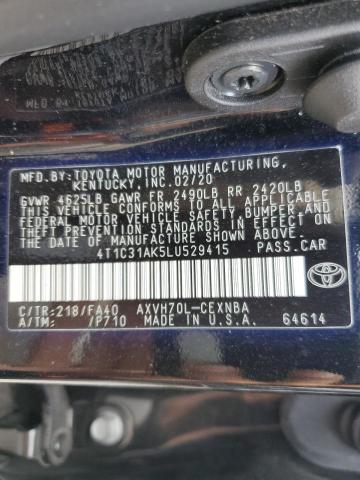 MFD. BY: TOYOTA MOTOR MANUFACTURING,
KENTUCKY, INC. 02/20
GVWR 4625LB GAWR FR 2490LB RR 2420LB
THIS VEHICLE CONFORMS TO ALL APPLICABLE
FEDERAL MOTOR VEHICLE SAFETY, BUMPER, AND
THEFT PREVENTION STANDARDS IN EFFECT ON
THE DATE OF MANUFACTURE SHOWN ABOVE.
4T1C31AK5LU529415 PASS. CAR
C/TR: 218/FA40 AXVH70L-CEXNBA
A/TM: /P710 MADE IN U.S.A. 64614
TOYOTA